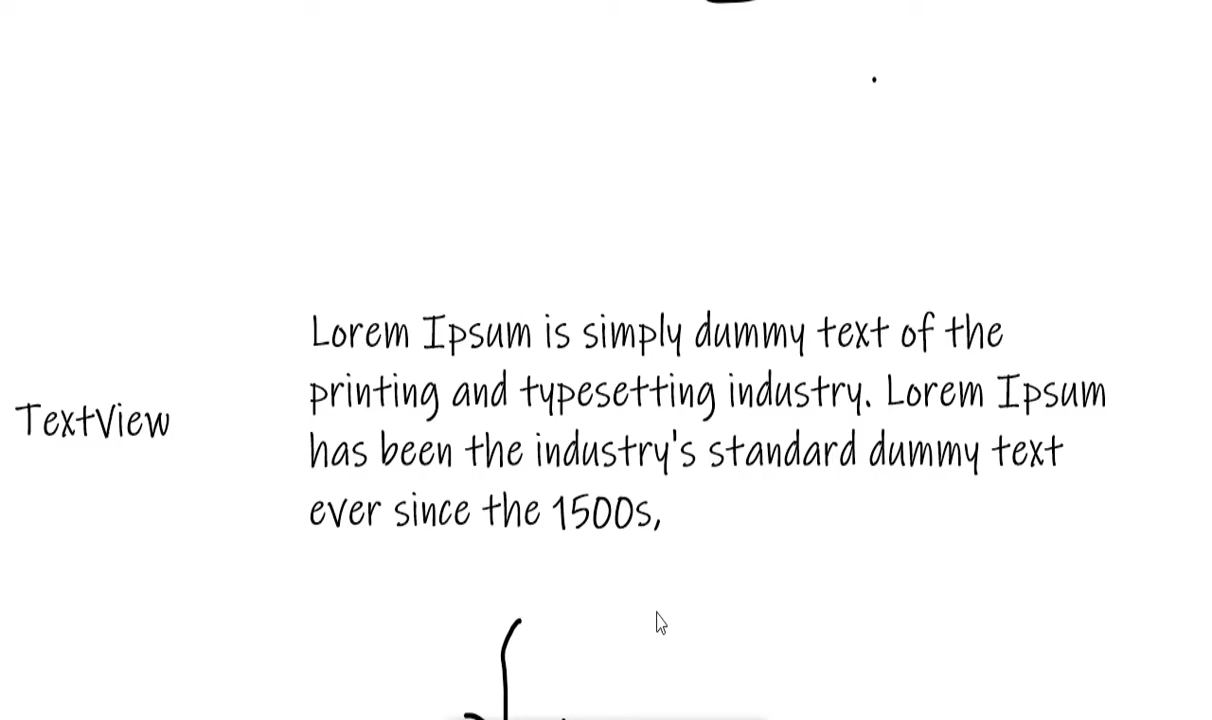 Lorem Ipsum is simply dummy text of the
printing and typesetting industry. Lorem Ipsum
TextView
has been the industry's standard dummy text
ever since the 1500s,